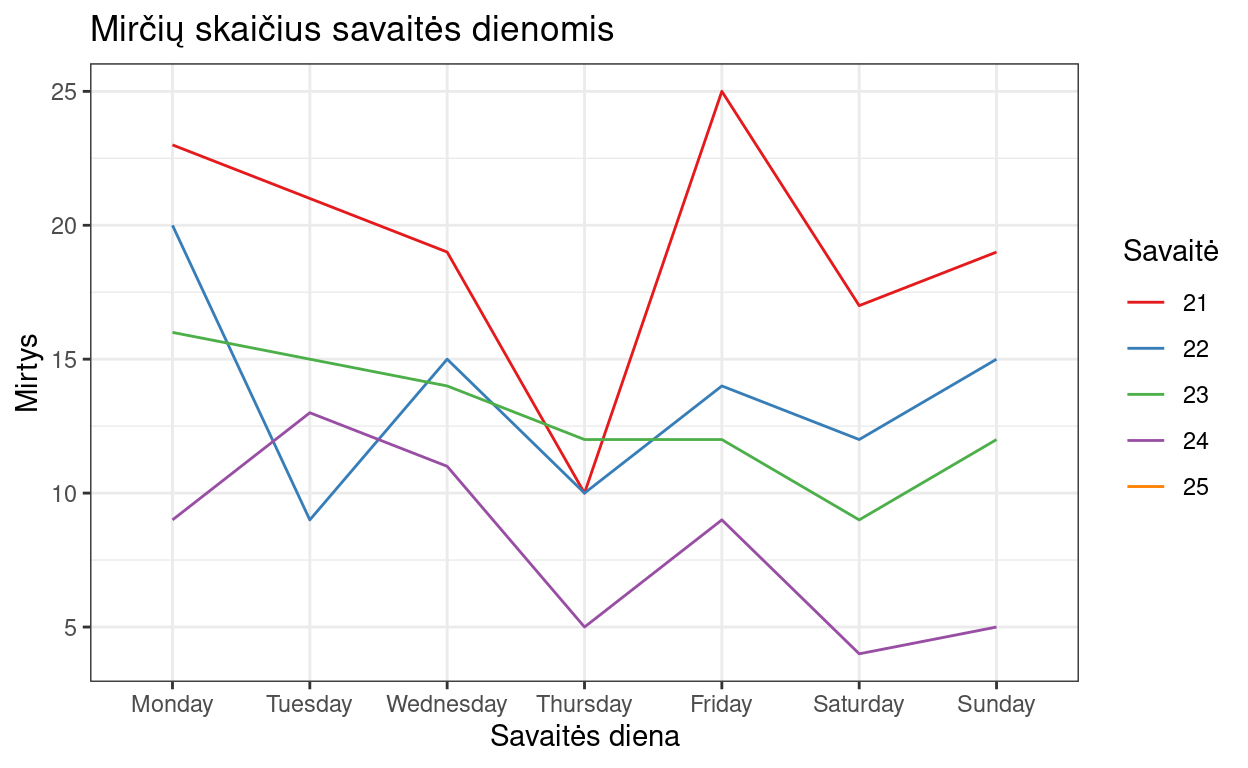 Mirčių skaičius savaitės dienomis
25
20
15
10
5
Mirtys
Monday Tuesday Wednesday Thursday Friday Saturday Sunday
Savaitės diena
Savaitė
21
22
23
24
25